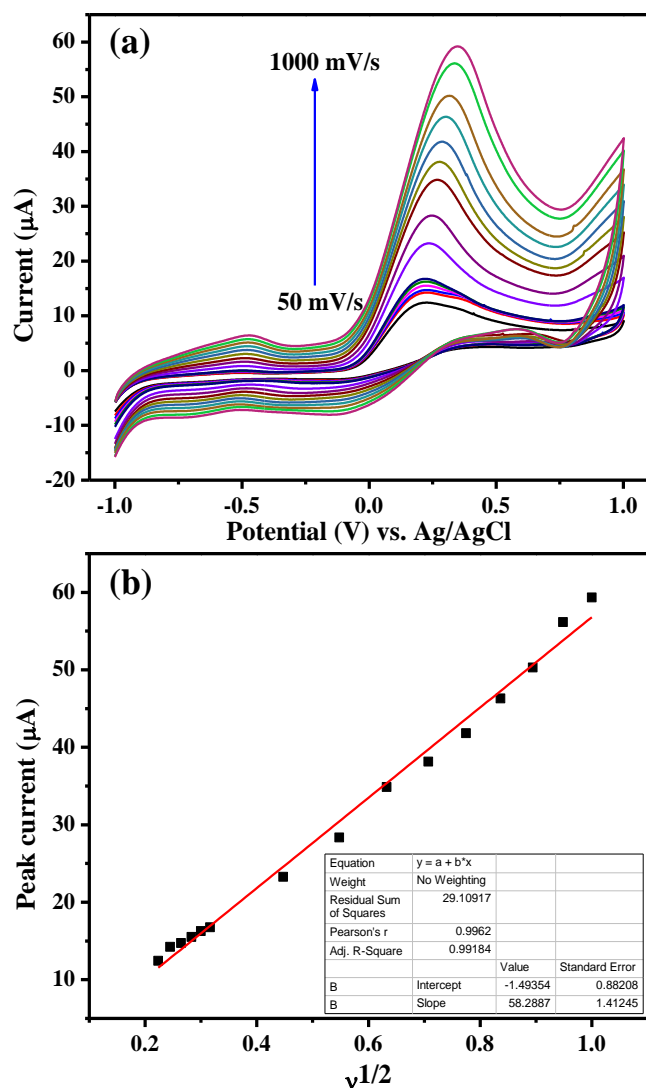 (a)
1000 mV/s
50 mV/s
60
50
40
30
20
10
0
-10
-20
Current (μA)
-1.0 -0.5 0.0 0.5 1.0
Potential (V) vs. Ag/AgCl
(b)
60
50
40
30
20
10
Peak current (μA)
Equation y = a + b*x
Weight No Weighting
Residual Sum
of Squares 29.10917
Pearson's r 0.9962
Adj. R-Square 0.99184
Value Standard Error
B Intercept -1.49354 0.88208
B Slope 58.2887 1.41245
0.2 0.4 0.6 0.8 1.0
ν1/2